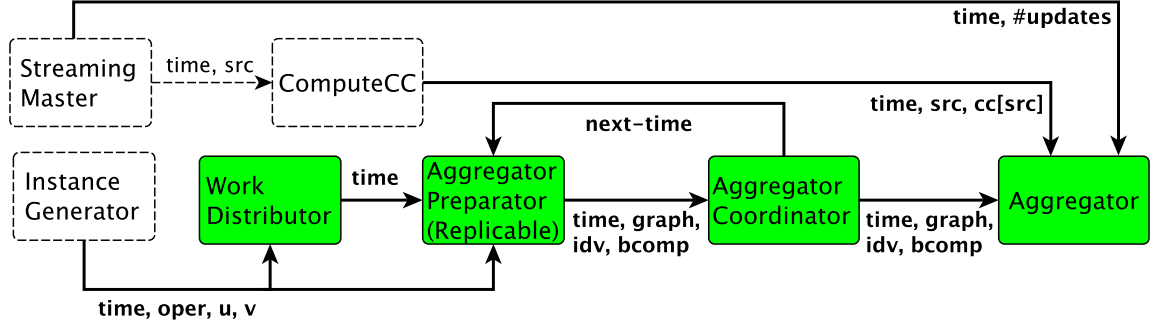 time, #updates
Streaming
Master
time, src
ComputeCC
time, src, cc[src]
next-time
Instance
Generator
Work
Distributor
time
Aggregator
Preparator
(Replicable)
time, graph,
idv, bcomp
Aggregator
Coordinator
time, graph,
idv, bcomp
Aggregator
time, oper, u, v